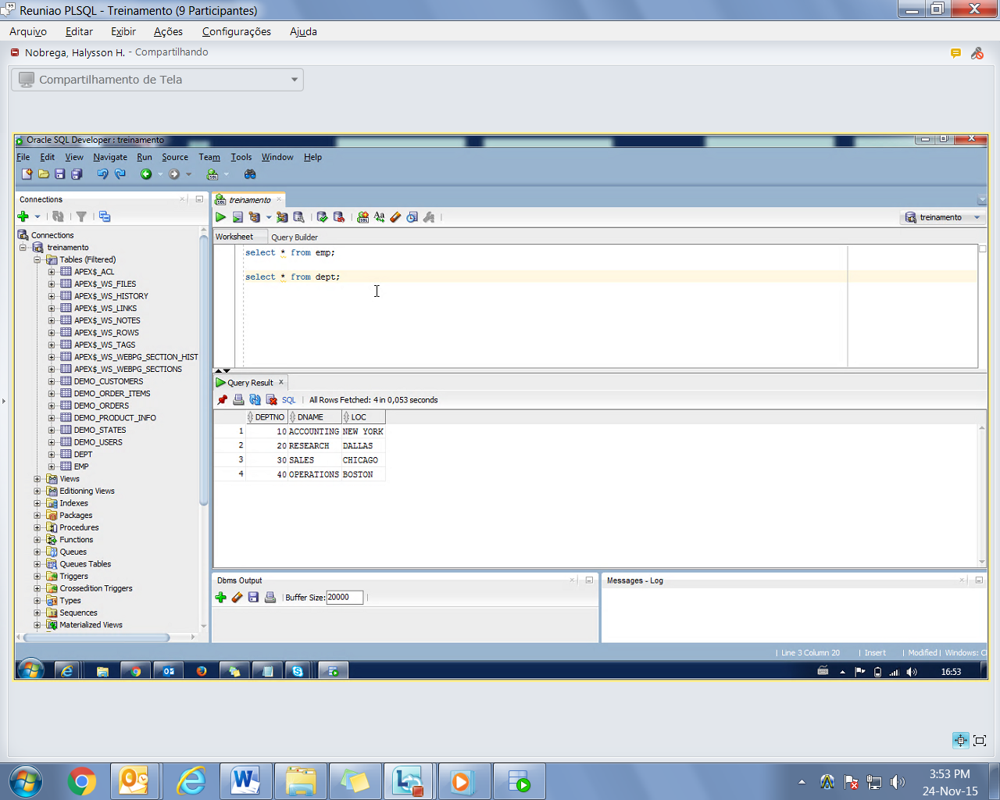 Reuniao PLSQL - Treinamento (9 Participantes)
Arquivo Editar Exibir Ações Configurações Ajuda
Nobrega, Halysson H. - Compartilhando
Compartilhamento de Tela
Oracle SQL Developer : treinamento
File Edit View Navigate Run Source Team Tools Window Help
Connections
Connections
treinamento
Tables (Filtered)
APEX$_ACL
APEX$_WS_FILES
APEX$_WS_HISTORY
APEX$_WS_LINKS
APEX$_WS_NOTES
APEX$_WS_ROWS
APEX$_WS_TAGS
APEX$_WS_WEBPG_SECTION_HIST
APEX$_WS_WEBPG_SECTIONS
DEMO_CUSTOMERS
DEMO_ORDER_ITEMS
DEMO_ORDERS
DEMO_PRODUCT_INFO
DEMO_STATES
DEMO_USERS
DEPT
EMP
Views
Editioning Views
Indexes
Packages
Procedures
Functions
Queues
Queues Tables
Triggers
Crossedition Triggers
Types
Sequences
Materialized Views
treinamento
treinamento
Worksheet Query Builder
select * from emp;
select * from dept;
Query Result
SQL All Rows Fetched: 4 in 0,053 seconds
DEPTNO DNAME LOC
1 10 ACCOUNTING NEW YORK
2 20 RESEARCH DALLAS
3 30 SALES CHICAGO
4 40 OPERATIONS BOSTON
Dbms Output
Buffer Size: 20000
Messages - Log
Line 3 Column 20 Insert Modified Windows: C
16:53
3:53 PM
24-Nov-15